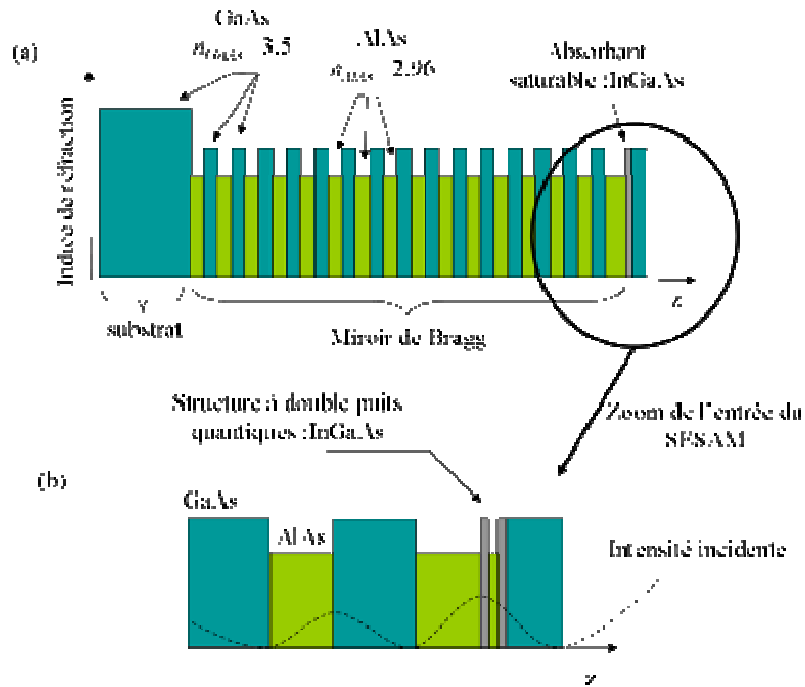 (a)
GaAs
3.5
AlAs
2.96
Absorbant
saturable :InGaAs
Indice de réfraction
substrat
Miroir de Bragg
z
Structure à double puits
quantiques :InGaAs
Zoom de l'entrée du
SESAM
(b)
GaAs
AlAs
Intensité incidente
z